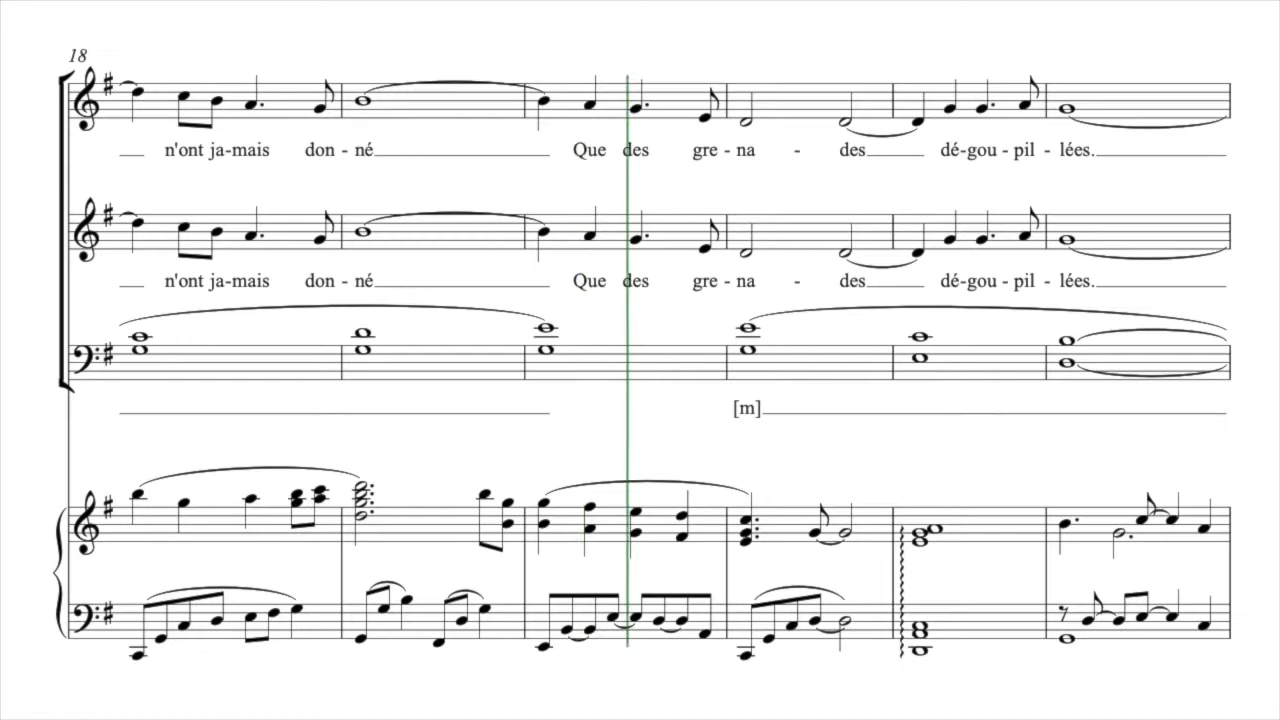 18
n'ont ja-mais don - né
Que des gre - na - des dé-gou - pil - lées.
n'ont ja-mais don - né
Que des gre - na - des dé-gou - pil - lées.
[m]